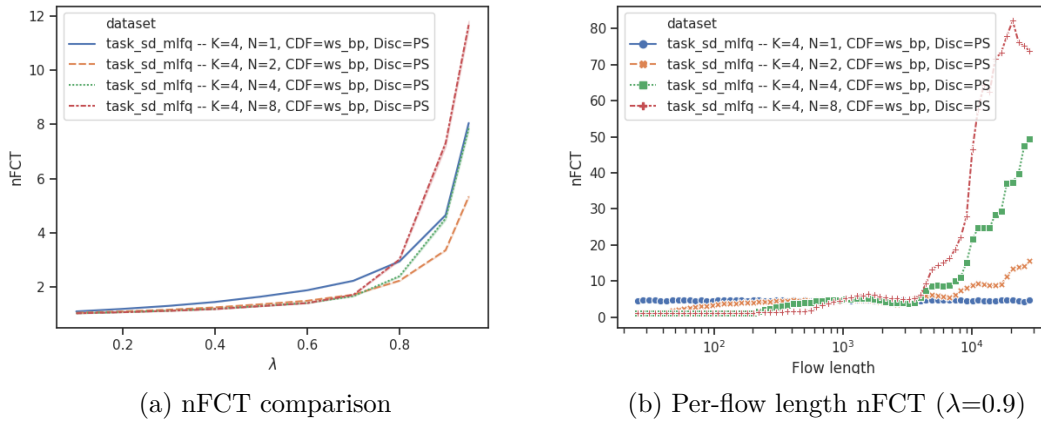 12
10
8
6
4
2
nFCT
dataset
task_sd_mlfq -- K=4, N=1, CDF=ws_bp, Disc=PS
task_sd_mlfq -- K=4, N=2, CDF=ws_bp, Disc=PS
task_sd_mlfq -- K=4, N=4, CDF=ws_bp, Disc=PS
task_sd_mlfq -- K=4, N=8, CDF=ws_bp, Disc=PS
0.2 0.4 0.6 0.8
λ
(a) nFCT comparison
80
70
60
50
40
30
20
10
0
nFCT
dataset
task_sd_mlfq -- K=4, N=1, CDF=ws_bp, Disc=PS
task_sd_mlfq -- K=4, N=2, CDF=ws_bp, Disc=PS
task_sd_mlfq -- K=4, N=4, CDF=ws_bp, Disc=PS
task_sd_mlfq -- K=4, N=8, CDF=ws_bp, Disc=PS
10² 10³ 10⁴
Flow length
(b) Per-flow length nFCT (λ=0.9)